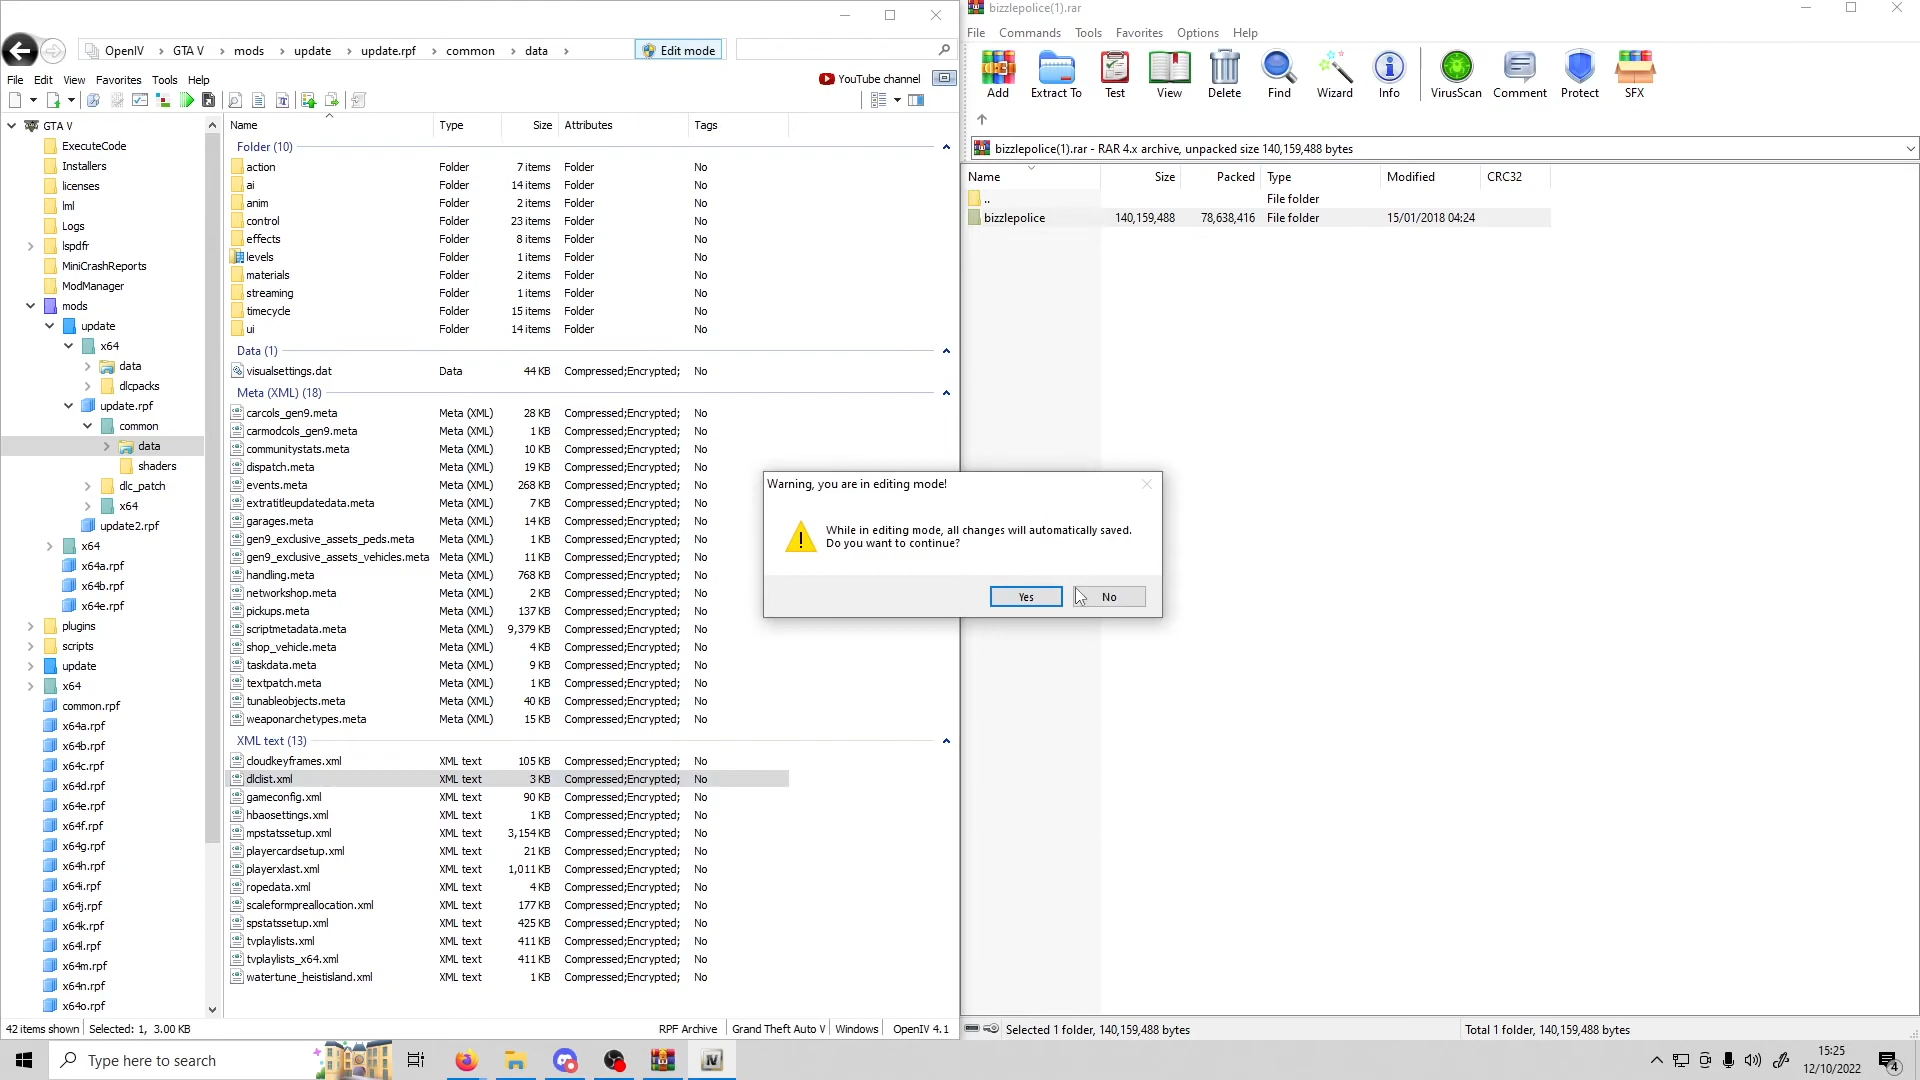 OpenIV > GTA V > mods > update > update.rpf > common > data >
Edit mode
File Edit View Favorites Tools Help
YouTube channel
GTA V
ExecuteCode
Installers
licenses
lml
Logs
lspdfr
MiniCrashReports
ModManager
mods
update
x64
data
dlcpacks
update.rpf
common
data
shaders
dlc_patch
x64
update2.rpf
x64
x64a.rpf
x64b.rpf
x64e.rpf
plugins
scripts
update
x64
common.rpf
x64a.rpf
x64b.rpf
x64c.rpf
x64d.rpf
x64e.rpf
x64f.rpf
x64g.rpf
x64h.rpf
x64i.rpf
x64j.rpf
x64k.rpf
x64l.rpf
x64m.rpf
x64n.rpf
x64o.rpf
Name Type Size Attributes Tags
Folder (10)
action Folder 7 items Folder No
ai Folder 14 items Folder No
anim Folder 2 items Folder No
control Folder 23 items Folder No
effects Folder 8 items Folder No
levels Folder 1 items Folder No
materials Folder 2 items Folder No
streaming Folder 1 items Folder No
timecycle Folder 15 items Folder No
ui Folder 14 items Folder No
Data (1)
visualsettings.dat Data 44 KB Compressed;Encrypted; No
Meta (XML) (18)
carcols_gen9.meta Meta (XML) 28 KB Compressed;Encrypted; No
carmodcols_gen9.meta Meta (XML) 1 KB Compressed;Encrypted; No
communitystats.meta Meta (XML) 10 KB Compressed;Encrypted; No
dispatch.meta Meta (XML) 19 KB Compressed;Encrypted; No
events.meta Meta (XML) 268 KB Compressed;Encrypted; No
extratitleupdatedata.meta Meta (XML) 7 KB Compressed;Encrypted; No
garages.meta Meta (XML) 14 KB Compressed;Encrypted; No
gen9_exclusive_assets_peds.meta Meta (XML) 1 KB Compressed;Encrypted; No
gen9_exclusive_assets_vehicles.meta Meta (XML) 11 KB Compressed;Encrypted; No
handling.meta Meta (XML) 768 KB Compressed;Encrypted; No
networkshop.meta Meta (XML) 2 KB Compressed;Encrypted; No
pickups.meta Meta (XML) 137 KB Compressed;Encrypted; No
scriptmetadata.meta Meta (XML) 9,379 KB Compressed;Encrypted; No
shop_vehicle.meta Meta (XML) 4 KB Compressed;Encrypted; No
taskdata.meta Meta (XML) 9 KB Compressed;Encrypted; No
textpatch.meta Meta (XML) 1 KB Compressed;Encrypted; No
tunableobjects.meta Meta (XML) 40 KB Compressed;Encrypted; No
weaponarchetypes.meta Meta (XML) 15 KB Compressed;Encrypted; No
XML text (13)
cloudkeyframes.xml XML text 105 KB Compressed;Encrypted; No
dlclist.xml XML text 3 KB Compressed;Encrypted; No
gameconfig.xml XML text 90 KB Compressed;Encrypted; No
hbaosettings.xml XML text 1 KB Compressed;Encrypted; No
mpstatssetup.xml XML text 3,154 KB Compressed;Encrypted; No
playercardsetup.xml XML text 21 KB Compressed;Encrypted; No
playerxlast.xml XML text 1,011 KB Compressed;Encrypted; No
ropedata.xml XML text 4 KB Compressed;Encrypted; No
scaleformpreallocation.xml XML text 177 KB Compressed;Encrypted; No
spstatssetup.xml XML text 425 KB Compressed;Encrypted; No
tvplaylists.xml XML text 411 KB Compressed;Encrypted; No
tvplaylists_x64.xml XML text 411 KB Compressed;Encrypted; No
watertune_heistisland.xml XML text 1 KB Compressed;Encrypted; No
42 items shown Selected: 1, 3.00 KB RPF Archive Grand Theft Auto V Windows OpenIV 4.1
bizzlepolice(1).rar
File Commands Tools Favorites Options Help
Add Extract To Test View Delete Find Wizard Info VirusScan Comment Protect SFX
bizzlepolice(1).rar - RAR 4.x archive, unpacked size 140,159,488 bytes
Name Size Packed Type Modified CRC32
.. File folder
bizzlepolice 140,159,488 78,638,416 File folder 15/01/2018 04:24
Selected 1 folder, 140,159,488 bytes Total 1 folder, 140,159,488 bytes
Warning, you are in editing mode!
While in editing mode, all changes will automatically saved.
Do you want to continue?
Yes No
Type here to search
15:25
12/10/2022
4